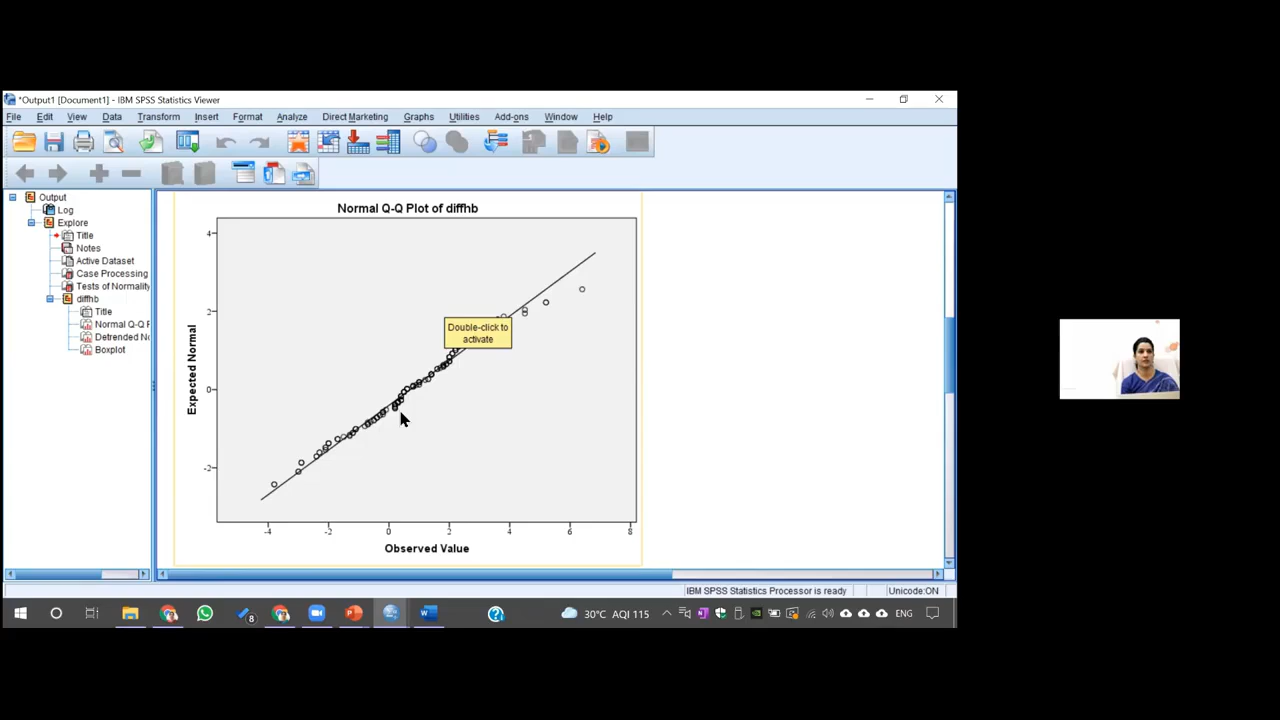 *Output1 [Document1] - IBM SPSS Statistics Viewer
File Edit View Data Transform Insert Format Analyze Direct Marketing Graphs Utilities Add-ons Window Help
Output
Log
Explore
Title
Notes
Active Dataset
Case Processing
Tests of Normality
diffhb
Title
Normal Q-Q P
Detrended No
Boxplot
Normal Q-Q Plot of diffhb
4
2
0
-2
Expected Normal
Double-click to
activate
-4 -2 0 2 4 6 8
Observed Value
IBM SPSS Statistics Processor is ready
Unicode:ON
8
30°C AQI 115
ENG